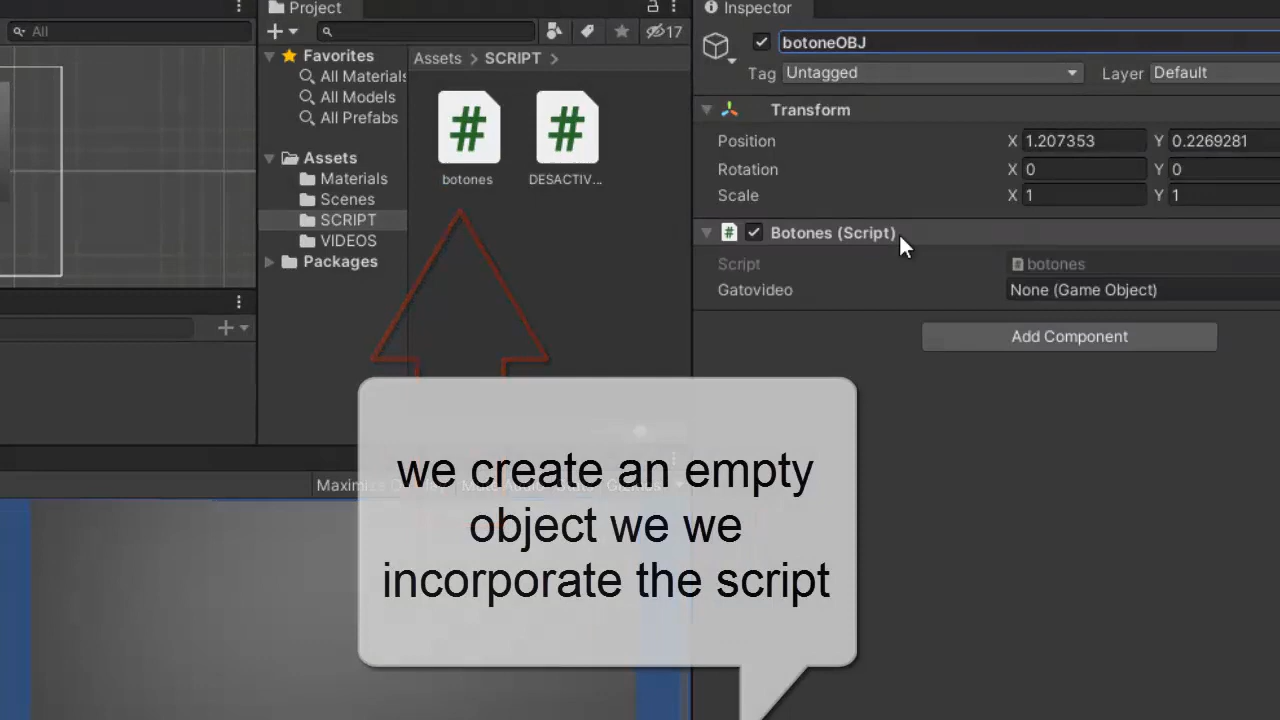 All
Project
17
Favorites
All Materials
All Models
All Prefabs
Assets
Materials
Scenes
SCRIPT
VIDEOS
Packages
Assets > SCRIPT >
botones
DESACTIV...
Inspector
botoneOBJ
Tag Untagged
Layer Default
Transform
Position X 1.207353 Y 0.2269281
Rotation X 0 Y 0
Scale X 1 Y 1
# Botones (Script)
Script botones
Gatovideo None (Game Object)
Add Component
we create an empty
object we we
incorporate the script